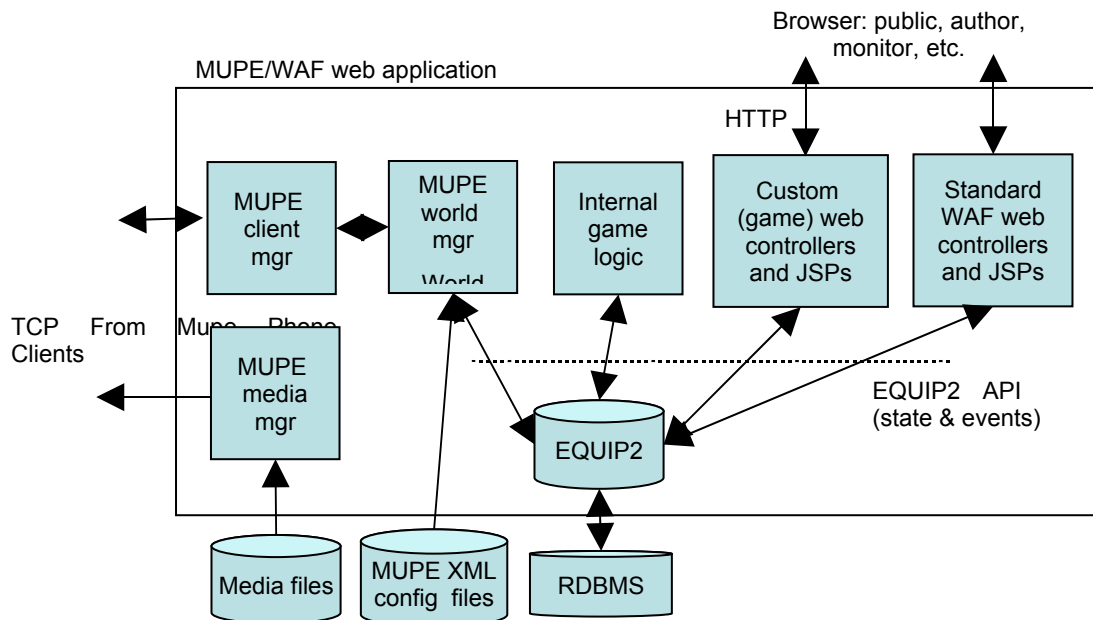 Browser: public, author,
monitor, etc.
MUPE/WAF web application
HTTP
MUPE
client
mgr
MUPE
world
mgr
World
Internal
game
logic
Custom
(game) web
controllers
and JSPs
Standard
WAF web
controllers
and JSPs
TCP From Mupe Phone
Clients
MUPE
media
mgr
EQUIP2 API
(state & events)
EQUIP2
Media files
MUPE XML
config files
RDBMS